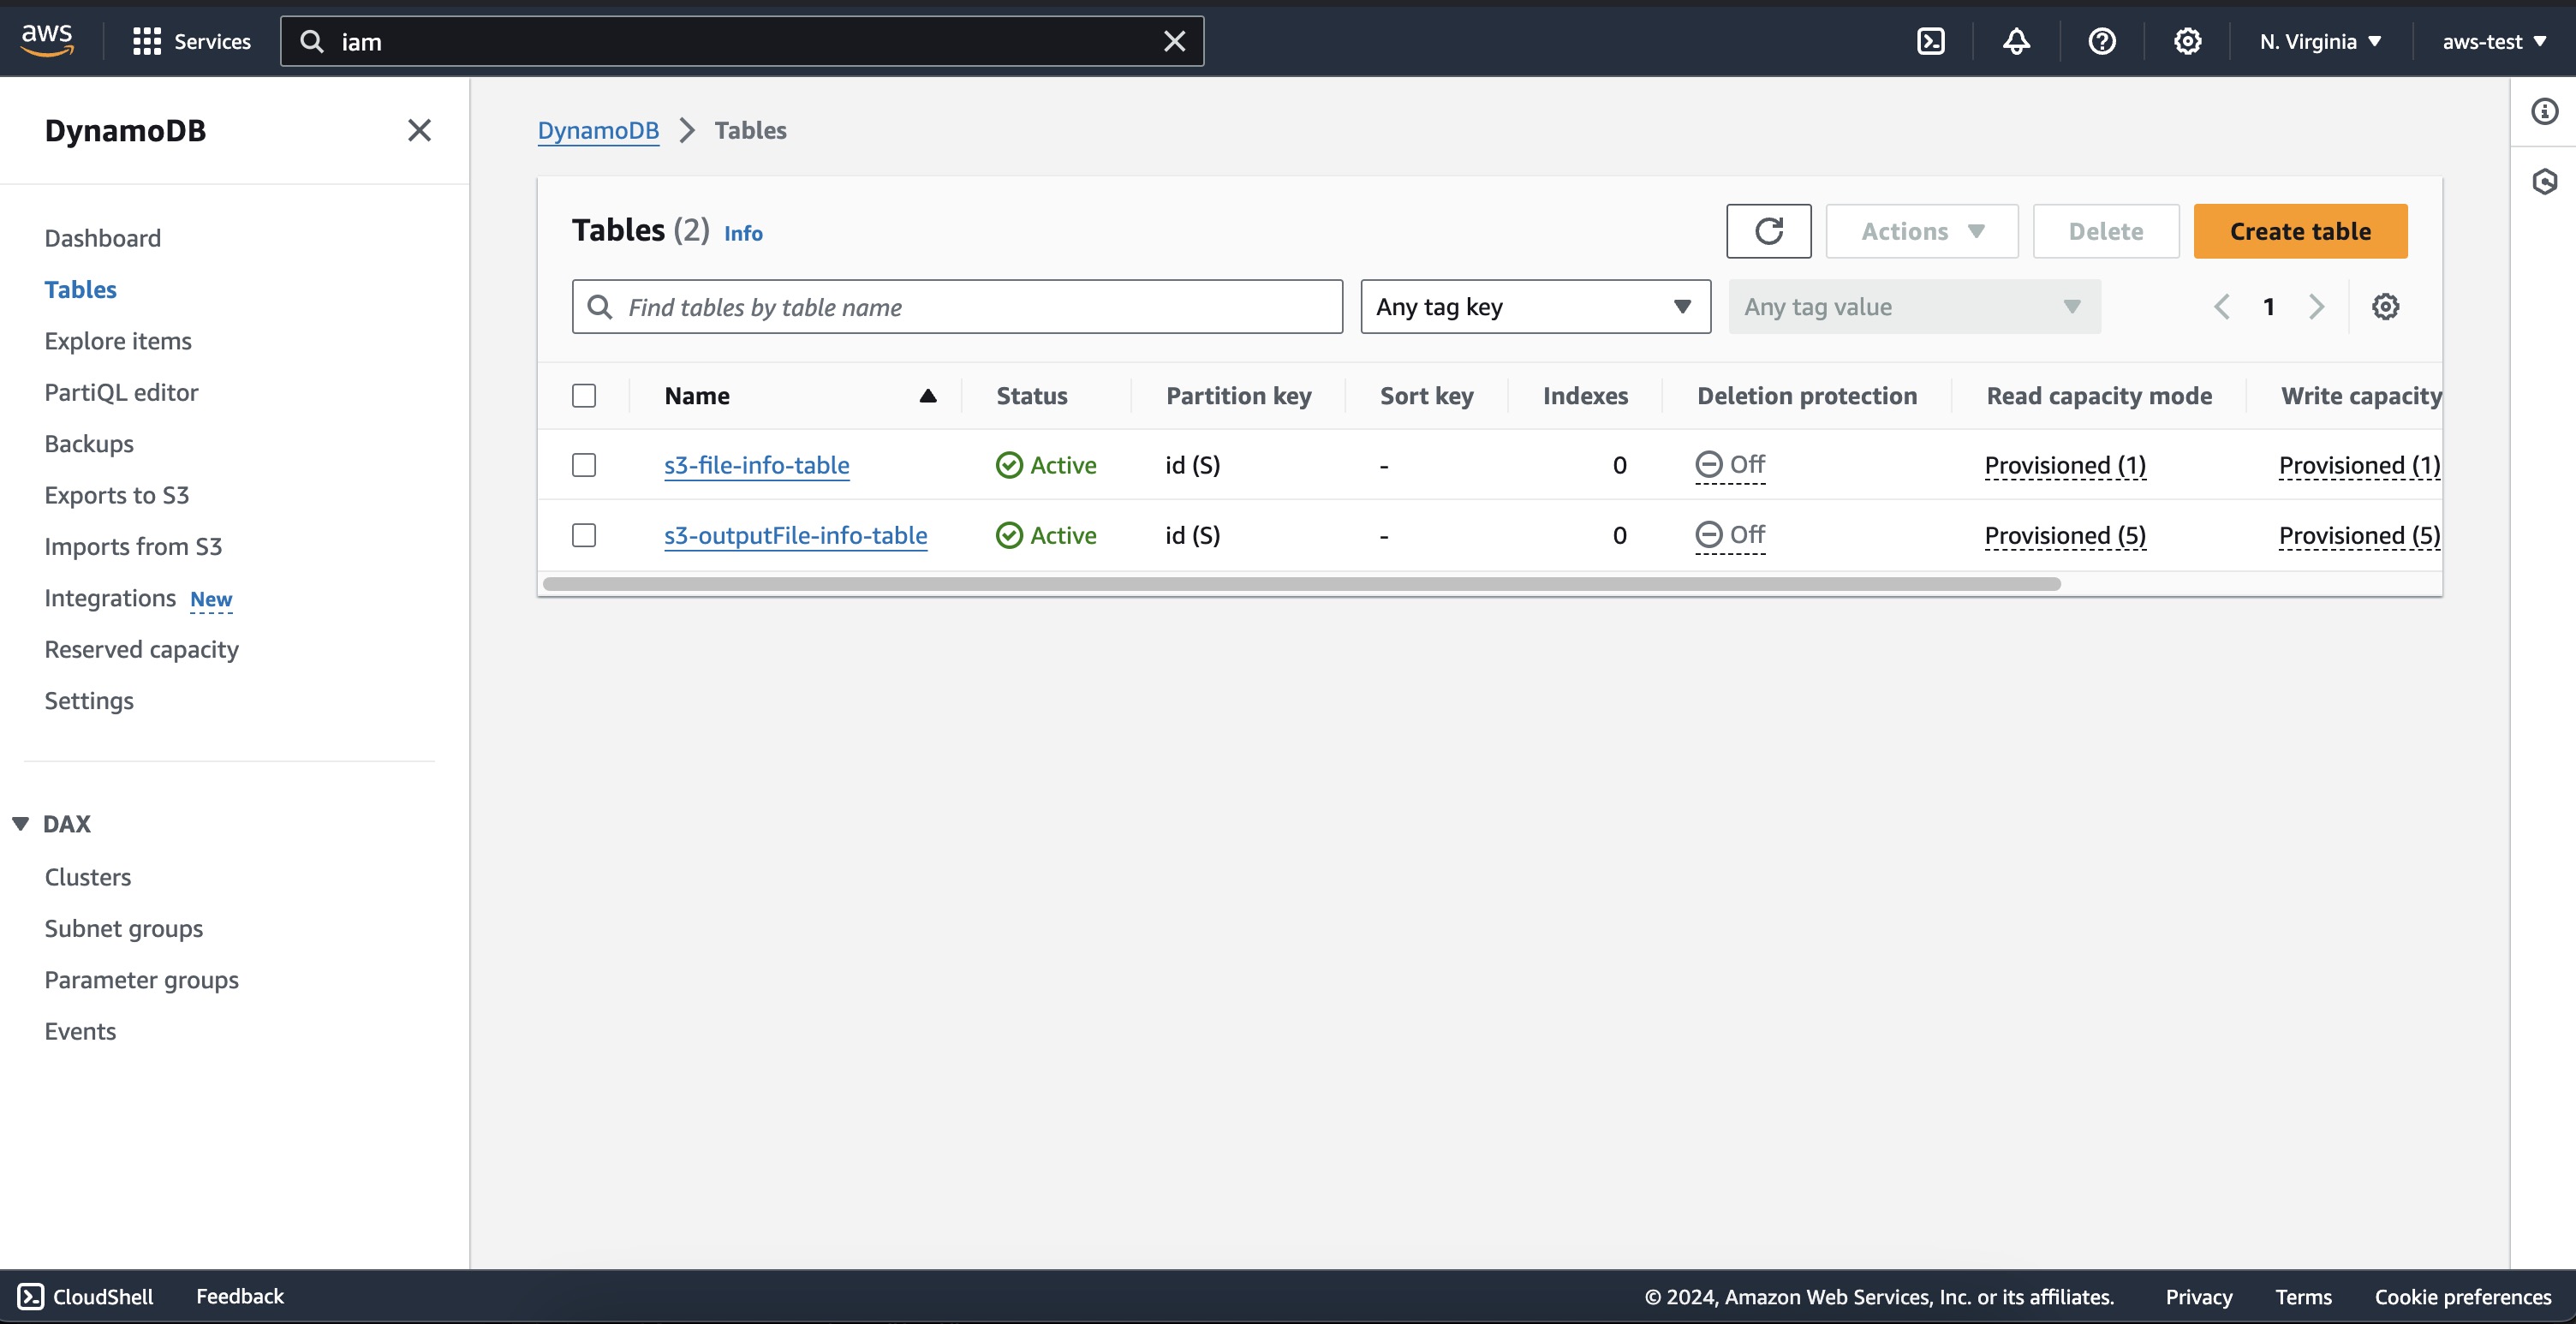 aws
Services
iam
N. Virginia
aws-test
DynamoDB
Dashboard
Tables
Explore items
PartiQL editor
Backups
Exports to S3
Imports from S3
Integrations New
Reserved capacity
Settings
DAX
Clusters
Subnet groups
Parameter groups
Events
DynamoDB > Tables
Tables (2) Info
Actions
Delete
Create table
Find tables by table name
Any tag key
Any tag value
1
Name Status Partition key Sort key Indexes Deletion protection Read capacity mode Write capacity
s3-file-info-table Active id (S) - 0 Off Provisioned (1) Provisioned (1)
s3-outputFile-info-table Active id (S) - 0 Off Provisioned (5) Provisioned (5)
CloudShell
Feedback
© 2024, Amazon Web Services, Inc. or its affiliates.
Privacy
Terms
Cookie preferences